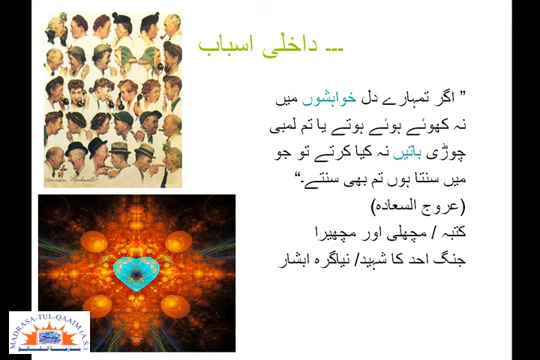 --- داخلی اسباب
” اگر تمہارے دل خواہشوں میں
نہ کھوئے ہوئے ہوتے یا تم لمبی
چوڑی باتیں نہ کیا کرتے تو جو
میں سنتا ہوں تم بھی سنتے۔“
(عروج السعادہ)
کتبہ / مچھلی اور مچھیرا
جنگ احد کا شہید/ نیاگرہ ابشار
Norman Rockwell
MADRASA-TUL-QAAIM (A.S.)